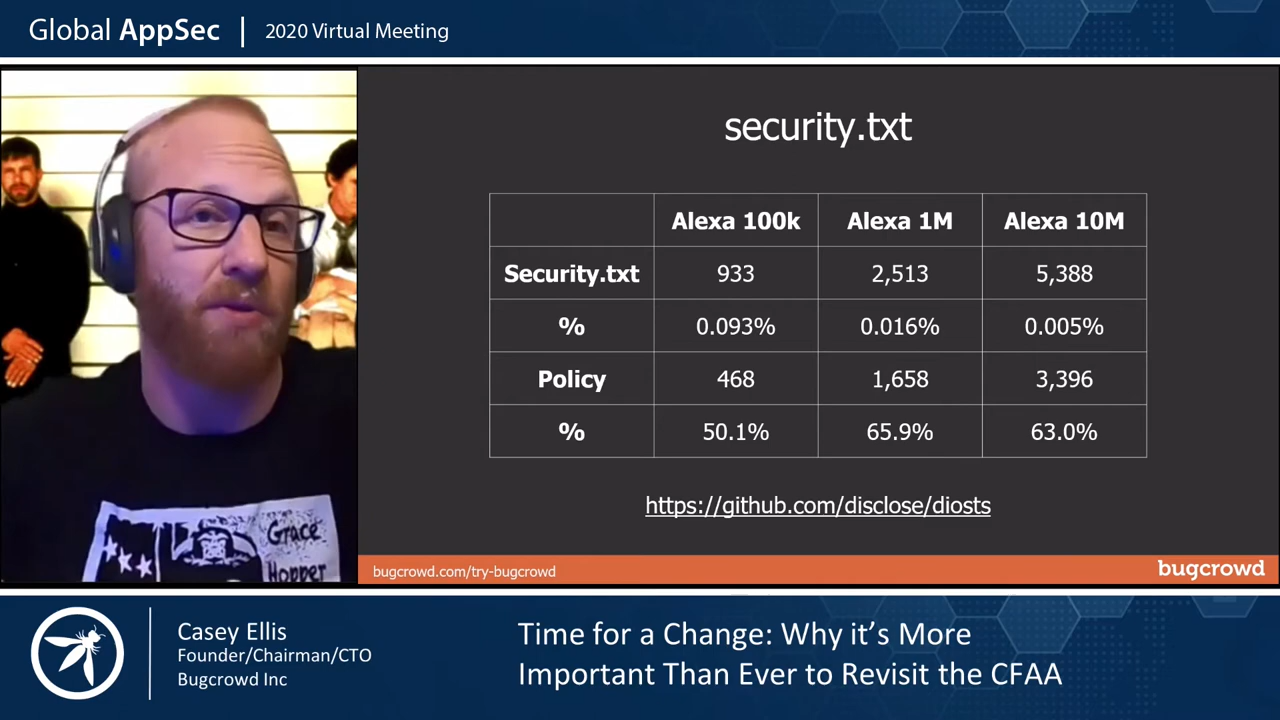 Global AppSec | 2020 Virtual Meeting
security.txt
Alexa 100k Alexa 1M Alexa 10M
Security.txt 933 2,513 5,388
% 0.093% 0.016% 0.005%
Policy 468 1,658 3,396
% 50.1% 65.9% 63.0%
https://github.com/disclose/diosts
Grace
Hopper
bugcrowd.com/try-bugcrowd
bugcrowd
Casey Ellis
Founder/Chairman/CTO
Bugcrowd Inc
Time for a Change: Why it's More
Important Than Ever to Revisit the CFAA